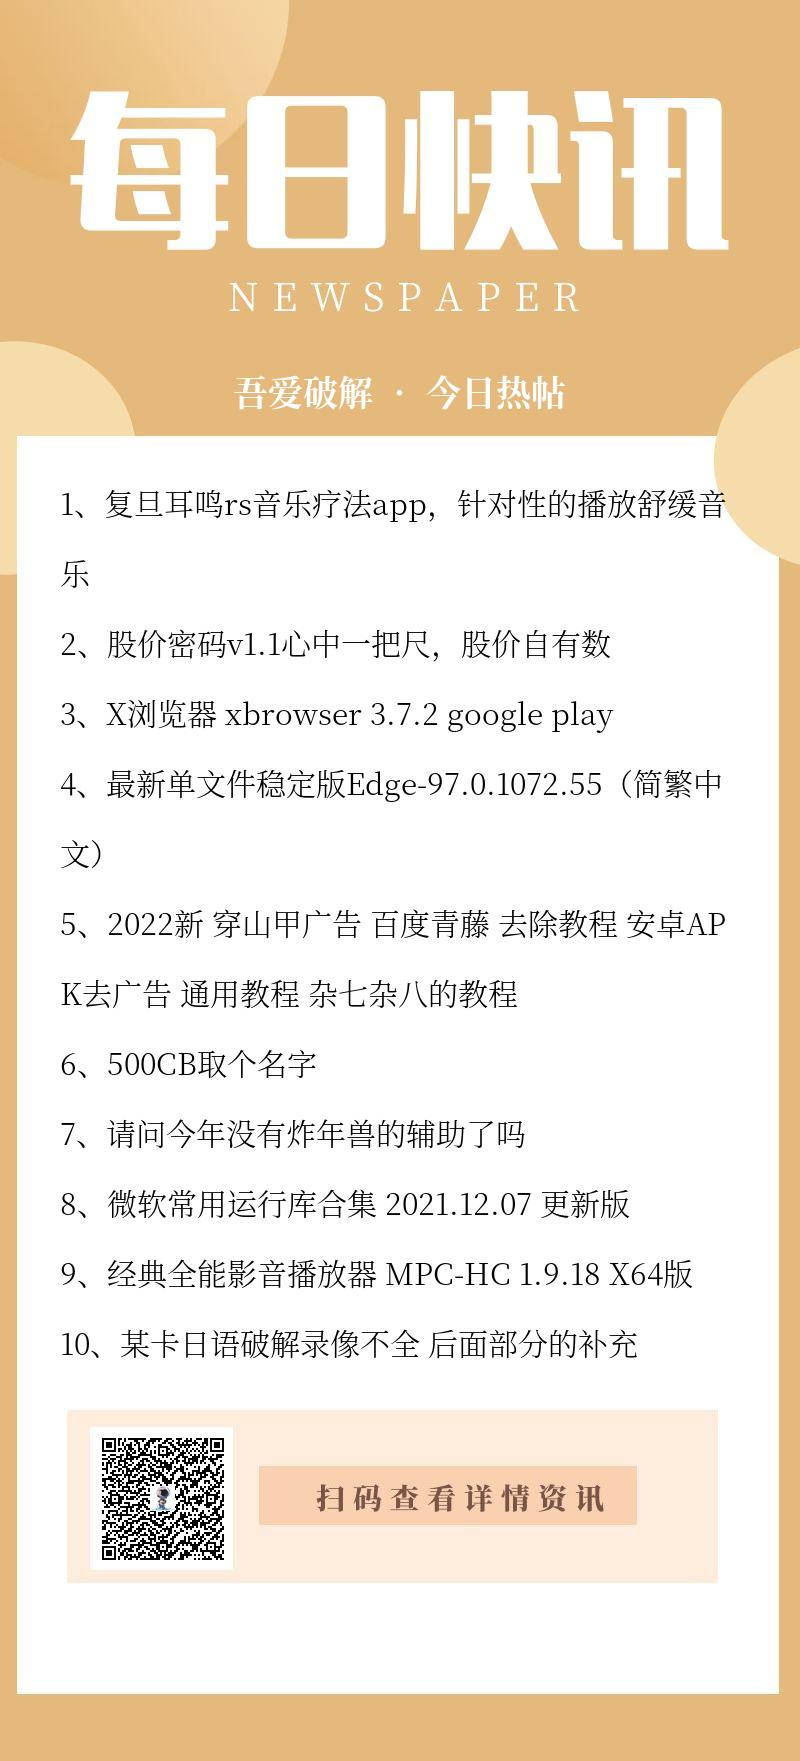 每日快讯
NEWSPAPER
吾爱破解 · 今日热帖
1、复旦耳鸣rs音乐疗法app，针对性的播放舒缓音
乐
2、股价密码v1.1心中一把尺，股价自有数
3、X浏览器 xbrowser 3.7.2 google play
4、最新单文件稳定版Edge-97.0.1072.55（简繁中
文）
5、2022新 穿山甲广告 百度青藤 去除教程 安卓AP
K去广告 通用教程 杂七杂八的教程
6、500CB取个名字
7、请问今年没有炸年兽的辅助了吗
8、微软常用运行库合集 2021.12.07 更新版
9、经典全能影音播放器 MPC-HC 1.9.18 X64版
10、某卡日语破解录像不全 后面部分的补充
扫码查看详情资讯